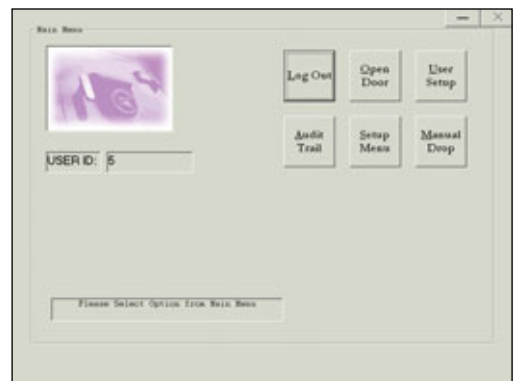 Main Menu
Log Out
Open
Door
User
Setup
Audit
Trail
Setup
Menu
Manual
Drop
USER ID: 5
Please Select Option from Main Menu